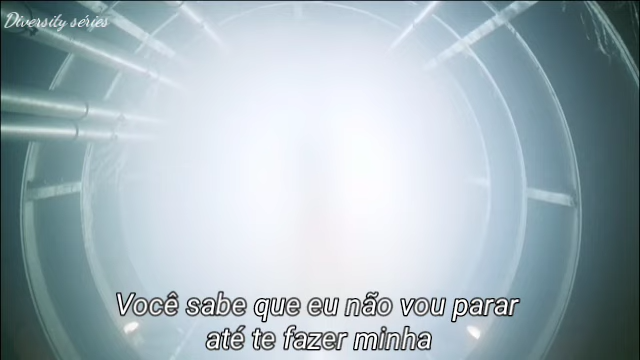 Diversity séries
Você sabe que eu não vou parar
até te fazer minha